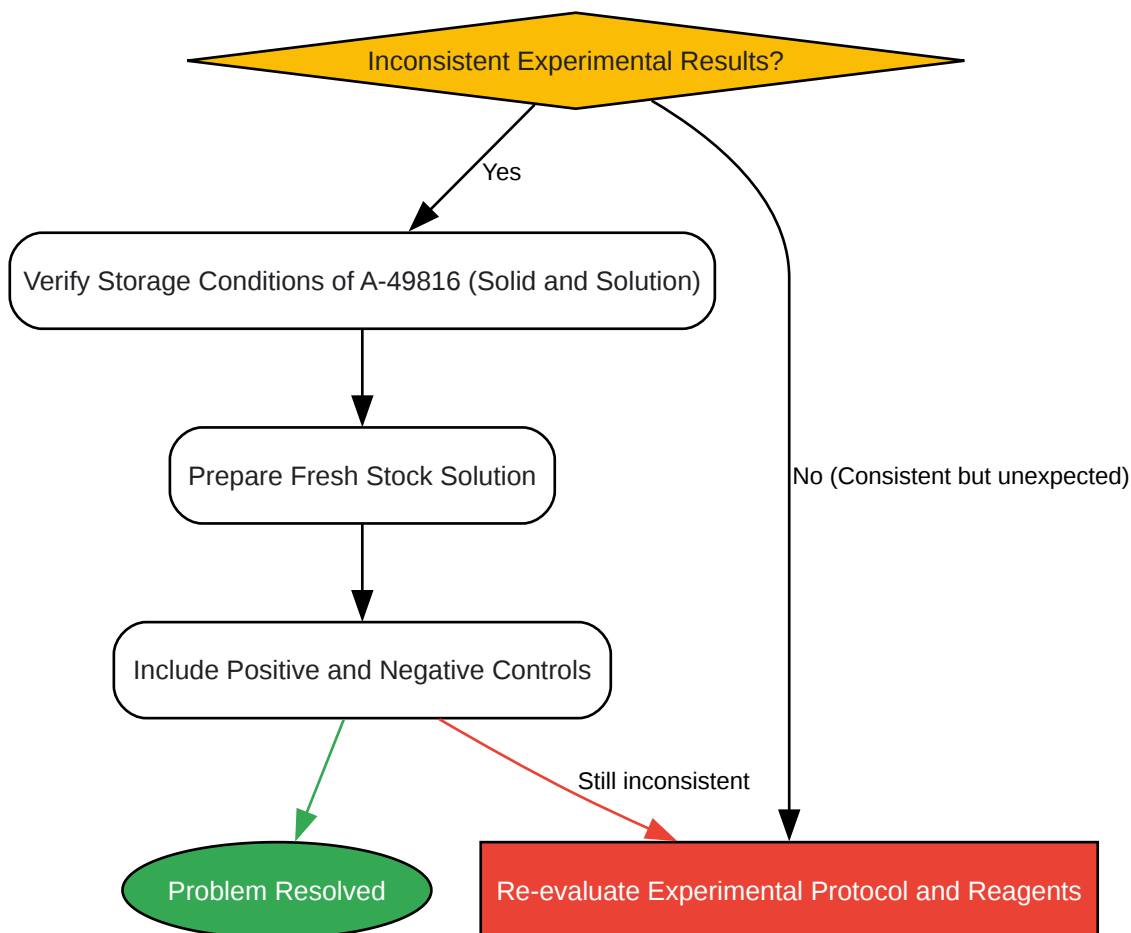 Inconsistent Experimental Results?
Yes
Verify Storage Conditions of A-49816 (Solid and Solution)
Prepare Fresh Stock Solution
No (Consistent but unexpected)
Include Positive and Negative Controls
Still inconsistent
Problem Resolved
Re-evaluate Experimental Protocol and Reagents